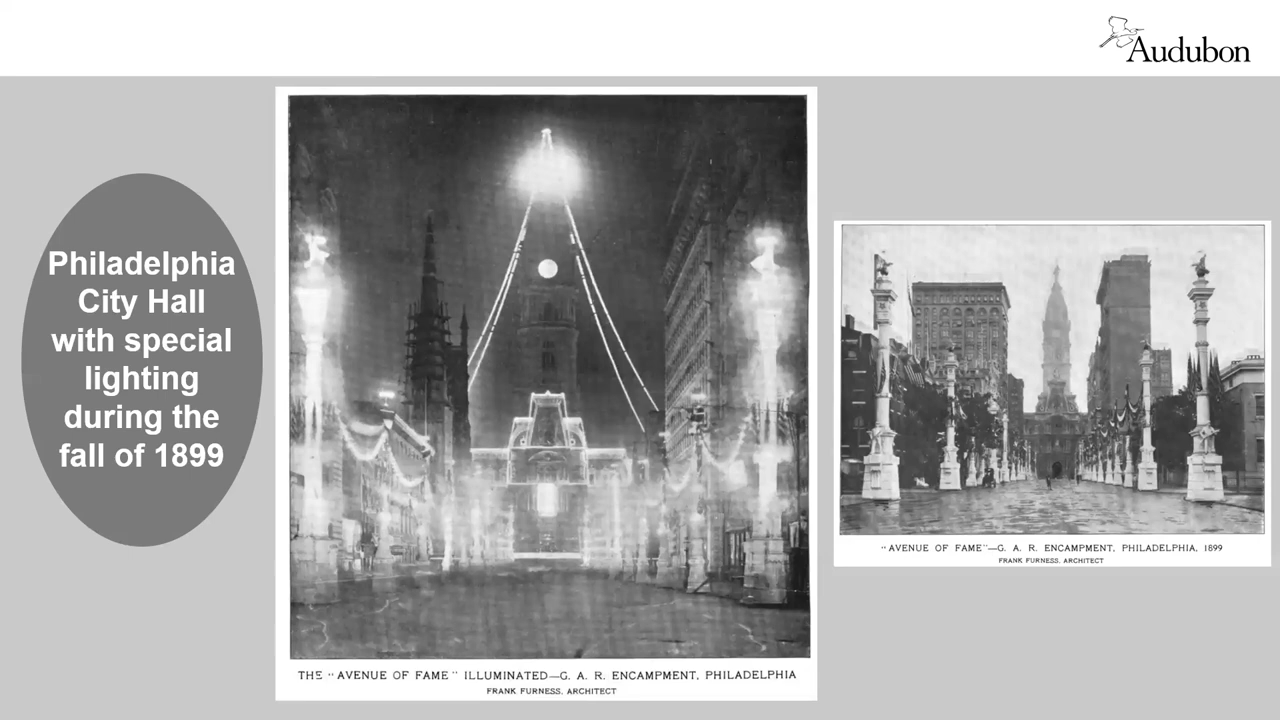 Audubon
Philadelphia
City Hall
with special
lighting
during the
fall of 1899
THE "AVENUE OF FAME" ILLUMINATED—G. A. R. ENCAMPMENT, PHILADELPHIA
FRANK FURNESS, ARCHITECT
"AVENUE OF FAME"—G. A. R. ENCAMPMENT, PHILADELPHIA, 1899
FRANK FURNESS, ARCHITECT